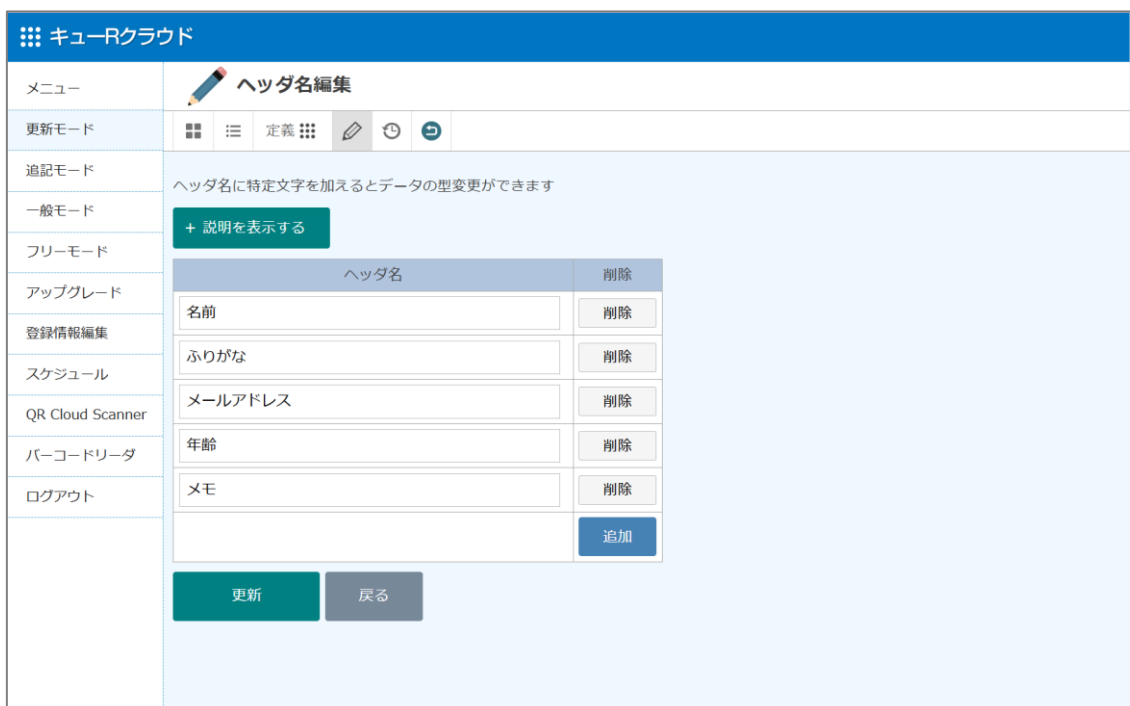 キューRクラウド
メニュー
更新モード
追記モード
一般モード
フリーモード
アップグレード
登録情報編集
スケジュール
QR Cloud Scanner
バーコードリーダ
ログアウト
ヘッダ名編集
定義
ヘッダ名に特定文字を加えるとデータの型変更ができます
+ 説明を表示する
ヘッダ名 削除
名前 削除
ふりがな 削除
メールアドレス 削除
年齢 削除
メモ 削除
追加
更新 戻る